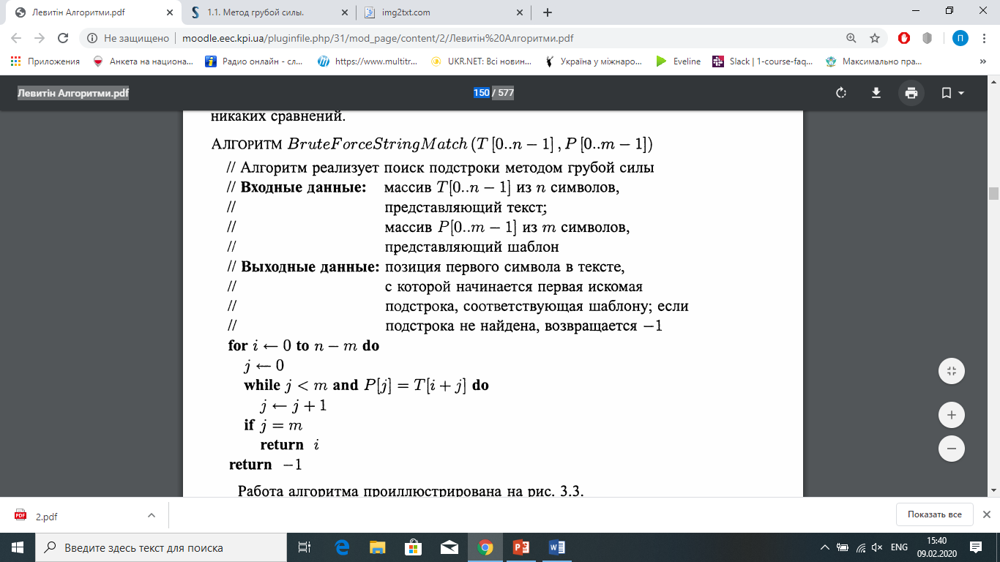 Левитін Алгоритми.pdf
1.1. Метод грубой силы.
img2txt.com
Не защищено | moodle.eec.kpi.ua/pluginfile.php/31/mod_page/content/2/Левитін%20Алгоритми.pdf
П
Приложения
Анкета на национа...
Радио онлайн - сл...
https://www.multitr...
UKR.NET: Всі новин...
Україна у міжнаро...
Eveline
Slack | 1-course-faq...
Максимально пра...
»
Левитін Алгоритми.pdf
150 / 577
никаких сравнений.
АЛГОРИТМ BruteForceStringMatch (T [0..n − 1] , P [0..m − 1])
// Алгоритм реализует поиск подстроки методом грубой силы
// Входные данные: массив T[0..n − 1] из n символов,
// представляющий текст;
// массив P[0..m − 1] из m символов,
// представляющий шаблон
// Выходные данные: позиция первого символа в тексте,
// с которой начинается первая искомая
// подстрока, соответствующая шаблону; если
// подстрока не найдена, возвращается −1
for i ← 0 to n − m do
j ← 0
while j < m and P[j] = T[i + j] do
j ← j + 1
if j = m
return i
return −1
Работа алгоритма проиллюстрирована на рис. 3.3.
PDF
2.pdf
Показать все
Введите здесь текст для поиска
ENG
15:40
09.02.2020